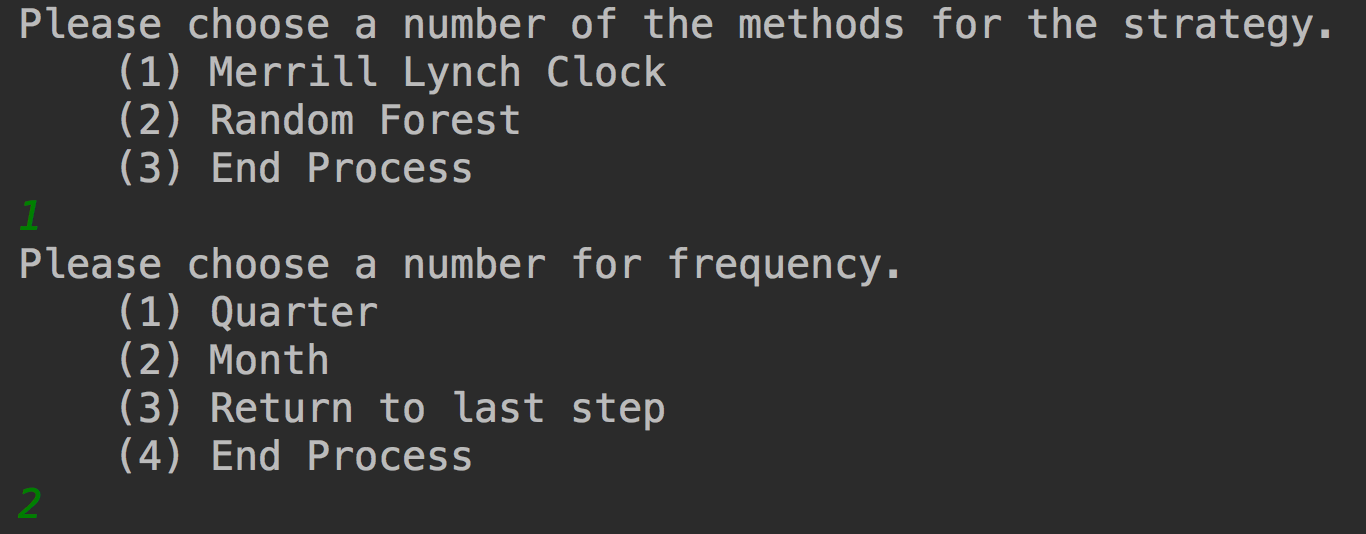 Please choose a number of the methods for the strategy.
(1) Merrill Lynch Clock
(2) Random Forest
(3) End Process
1
Please choose a number for frequency.
(1) Quarter
(2) Month
(3) Return to last step
(4) End Process
2